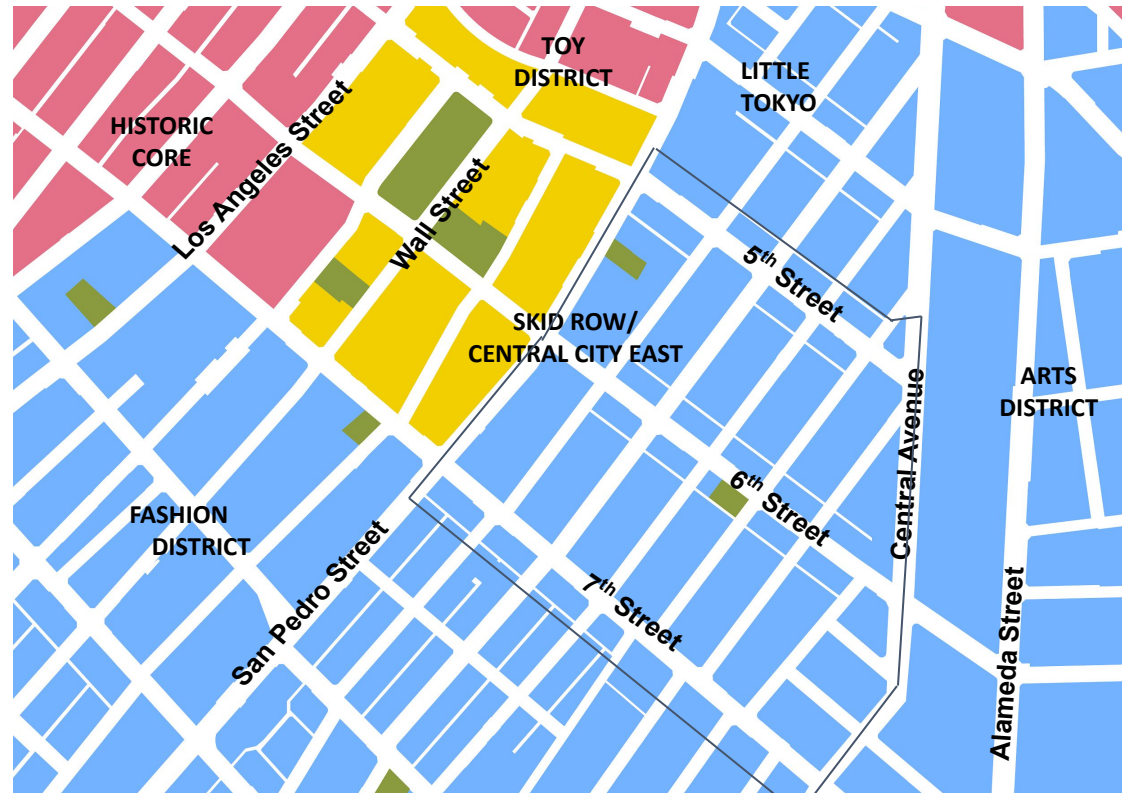 TOY
DISTRICT
LITTLE
TOKYO
HISTORIC
CORE
Los Angeles Street
Wall Street
5th Street
SKID ROW/
CENTRAL CITY EAST
ARTS
DISTRICT
Central Avenue
6th Street
FASHION
DISTRICT
San Pedro Street
7th Street
Alameda Street